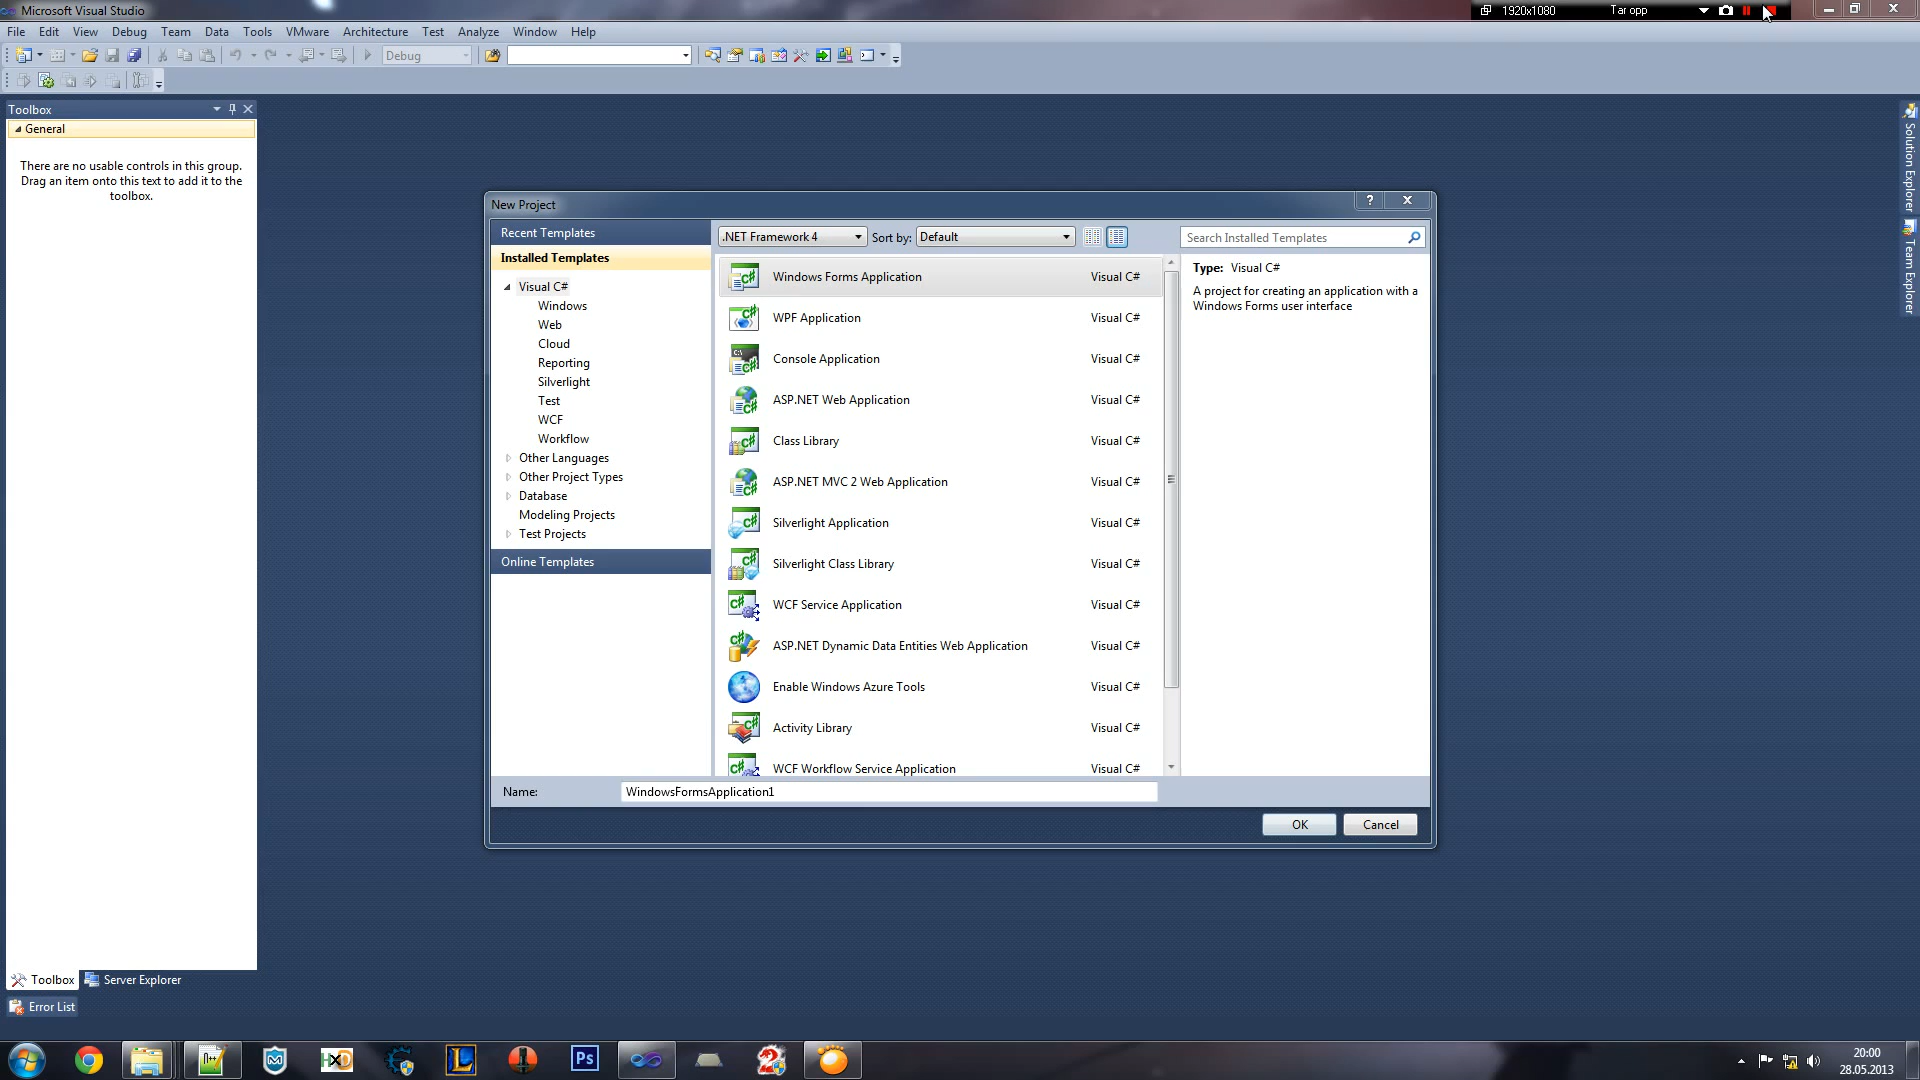 Microsoft Visual Studio
1920x1080
Tar opp
File Edit View Debug Team Data Tools VMware Architecture Test Analyze Window Help
Debug
Toolbox
General
There are no usable controls in this group.
Drag an item onto this text to add it to the
toolbox.
Solution Explorer
Team Explorer
New Project
Recent Templates
Installed Templates
Visual C#
Windows
Web
Cloud
Reporting
Silverlight
Test
WCF
Workflow
Other Languages
Other Project Types
Database
Modeling Projects
Test Projects
Online Templates
.NET Framework 4
Sort by: Default
Search Installed Templates
Windows Forms Application Visual C#
WPF Application Visual C#
Console Application Visual C#
ASP.NET Web Application Visual C#
Class Library Visual C#
ASP.NET MVC 2 Web Application Visual C#
Silverlight Application Visual C#
Silverlight Class Library Visual C#
WCF Service Application Visual C#
ASP.NET Dynamic Data Entities Web Application Visual C#
Enable Windows Azure Tools Visual C#
Activity Library Visual C#
WCF Workflow Service Application Visual C#
Type: Visual C#
A project for creating an application with a
Windows Forms user interface
Name: WindowsFormsApplication1
OK Cancel
Toolbox Server Explorer
Error List
HXD
L
Ps
20:00
28.05.2013